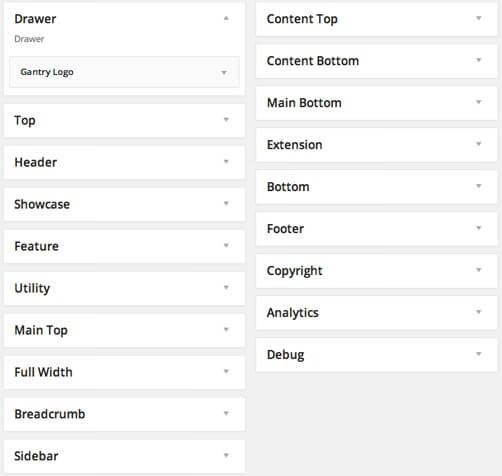 Drawer
Drawer
Gantry Logo
Top
Header
Showcase
Feature
Utility
Main Top
Full Width
Breadcrumb
Sidebar
Content Top
Content Bottom
Main Bottom
Extension
Bottom
Footer
Copyright
Analytics
Debug